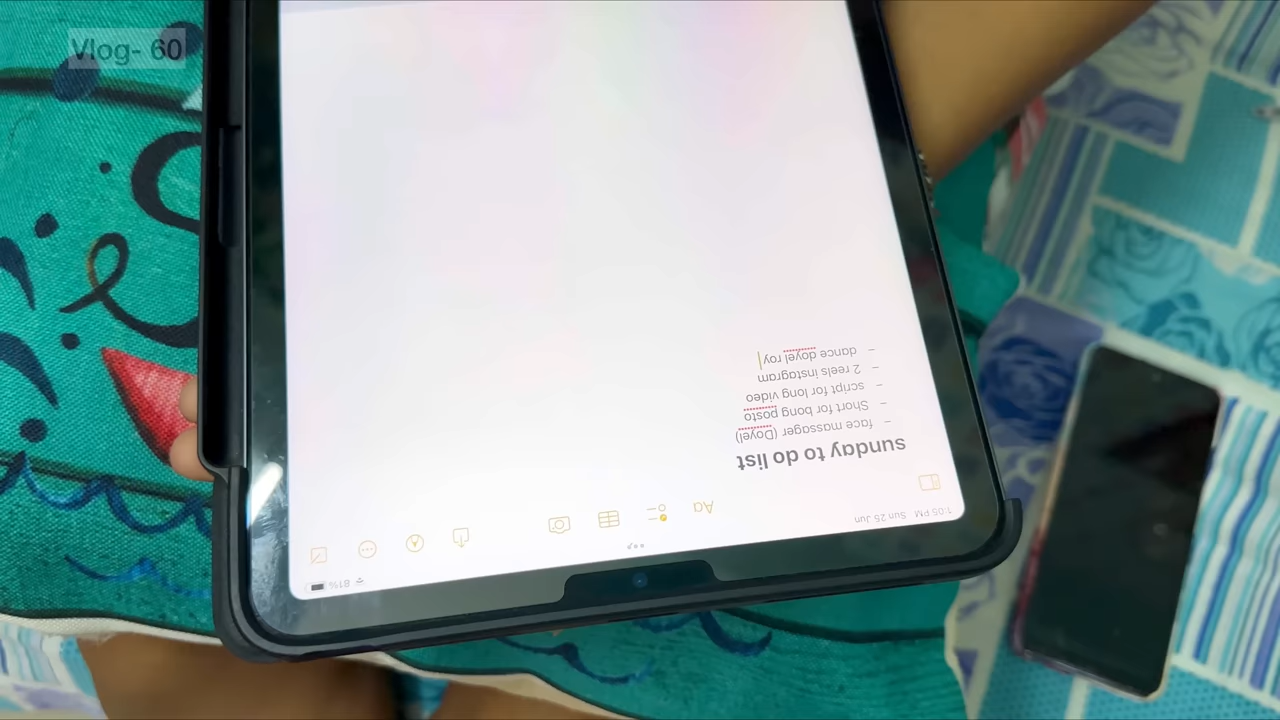 Vlog- 60
1:05 PM Sun 25 Jun
81%
Aa
sunday to do list
– face massager (Doyel)
– Short for bong posto
– script for long video
– 2 reels instagram
– dance doyel roy